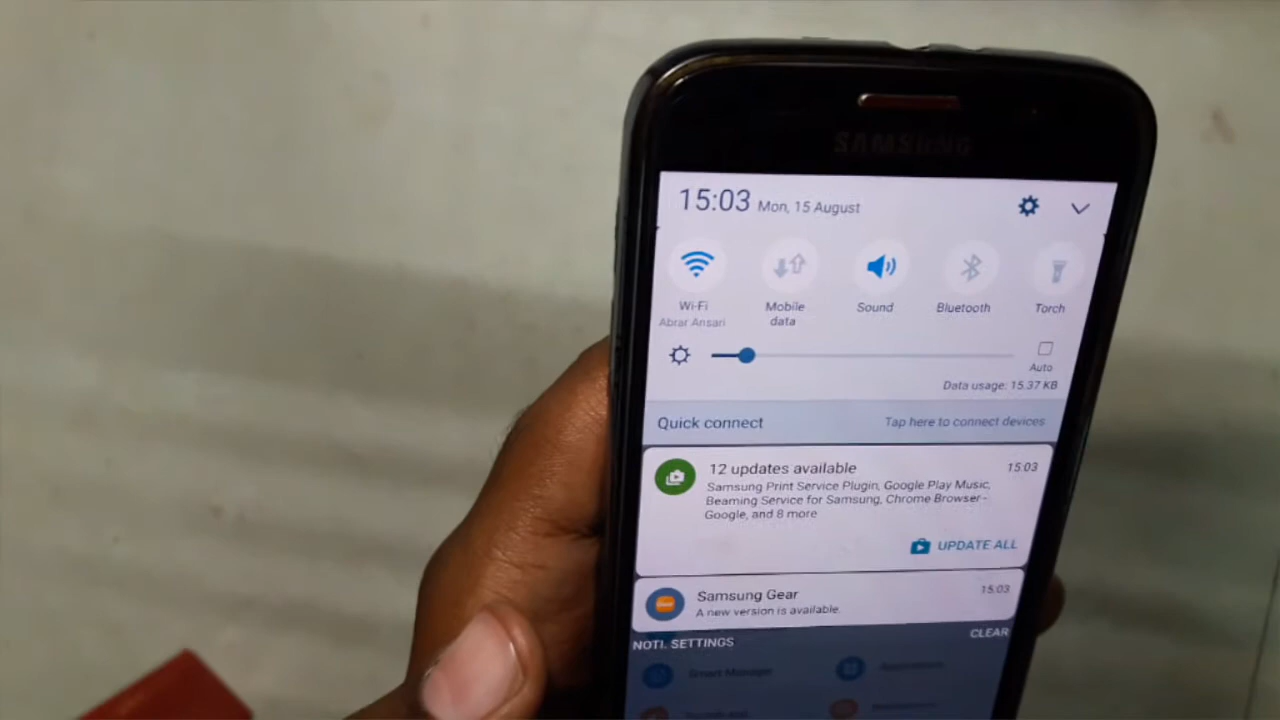 SAMSUNG
15:03 Mon, 15 August
Wi-Fi
Abrar Ansari
Mobile
data
Sound
Bluetooth
Torch
Auto
Data usage: 15.37 KB
Quick connect
Tap here to connect devices
12 updates available
15:03
Samsung Print Service Plugin, Google Play Music,
Beaming Service for Samsung, Chrome Browser -
Google, and 8 more
UPDATE ALL
Samsung Gear
15:03
A new version is available.
NOTI. SETTINGS
CLEAR
Smart Manager
Applications